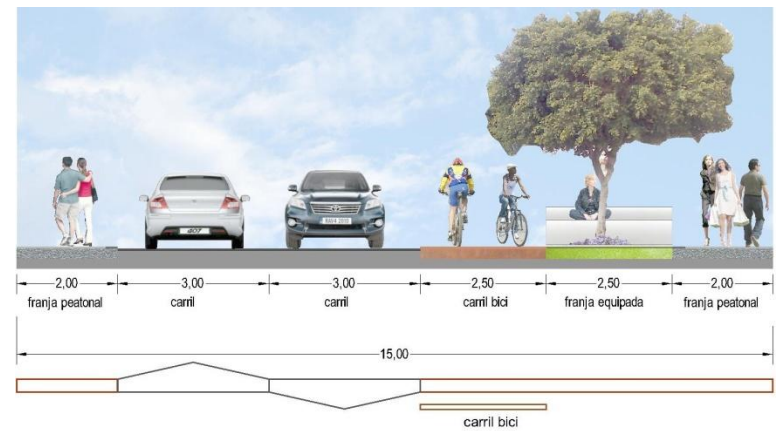 407
2,00
3,00
3,00
2,50
2,50
2,00
franja peatonal
carril
carril
carril bici
franja equipada
franja peatonal
15,00
carril bici